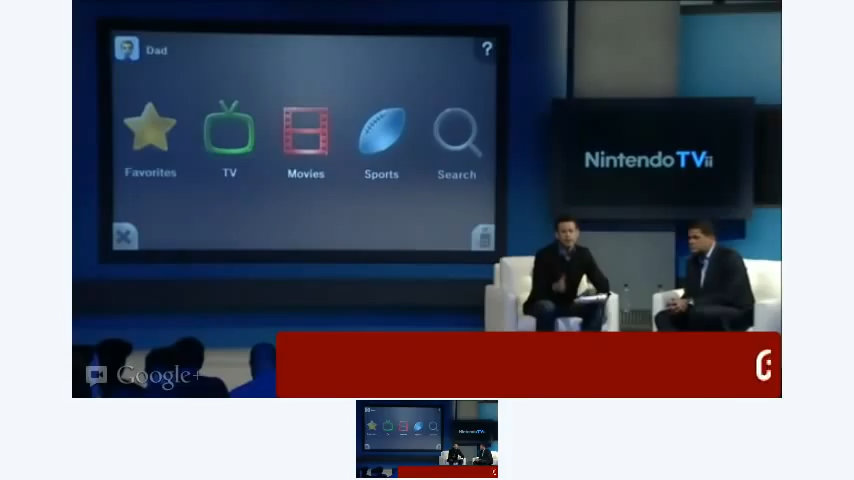 Dad
?
Favorites
TV
Movies
Sports
Search
NintendoTVii
Google+